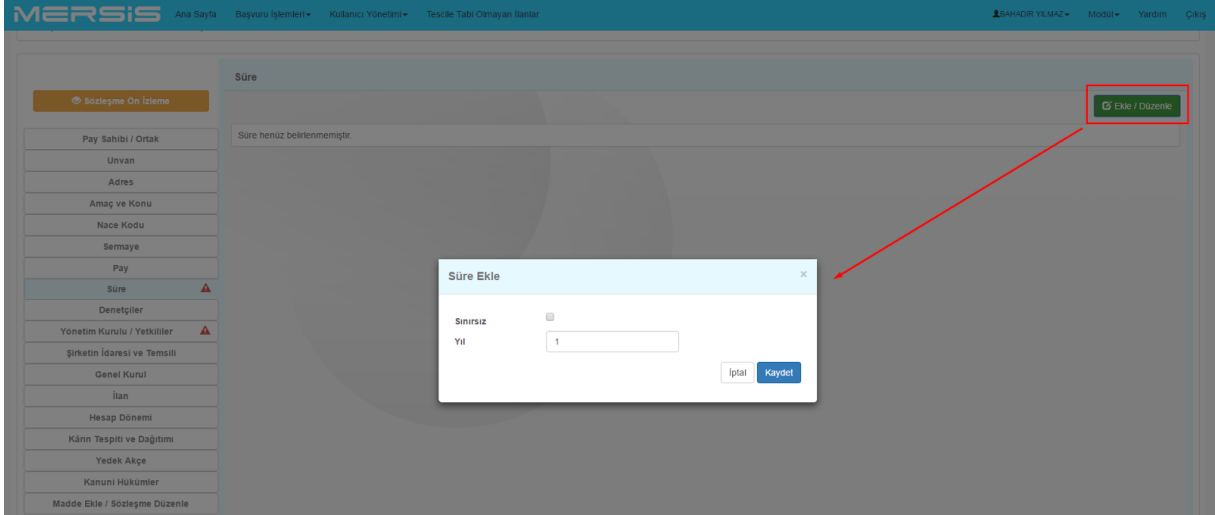 MERSiS Ana Sayfa Başvuru İşlemleri Kullanıcı Yönetimi Tescile Tabi Olmayan İlanlar BAHADIR YILMAZ Modül Yardım Çıkış
Süre
Sözleşme Ön İzleme
Ekle / Düzenle
Süre henüz belirlenmemiştir.
Pay Sahibi / Ortak
Unvan
Adres
Amaç ve Konu
Nace Kodu
Sermaye
Pay
Süre
Denetçiler
Yönetim Kurulu / Yetkililer
Şirketin İdaresi ve Temsili
Genel Kurul
İlan
Hesap Dönemi
Kârın Tespiti ve Dağıtımı
Yedek Akçe
Kanuni Hükümler
Madde Ekle / Sözleşme Düzenle
Süre Ekle ×
Sınırsız
Yıl 1
İptal Kaydet